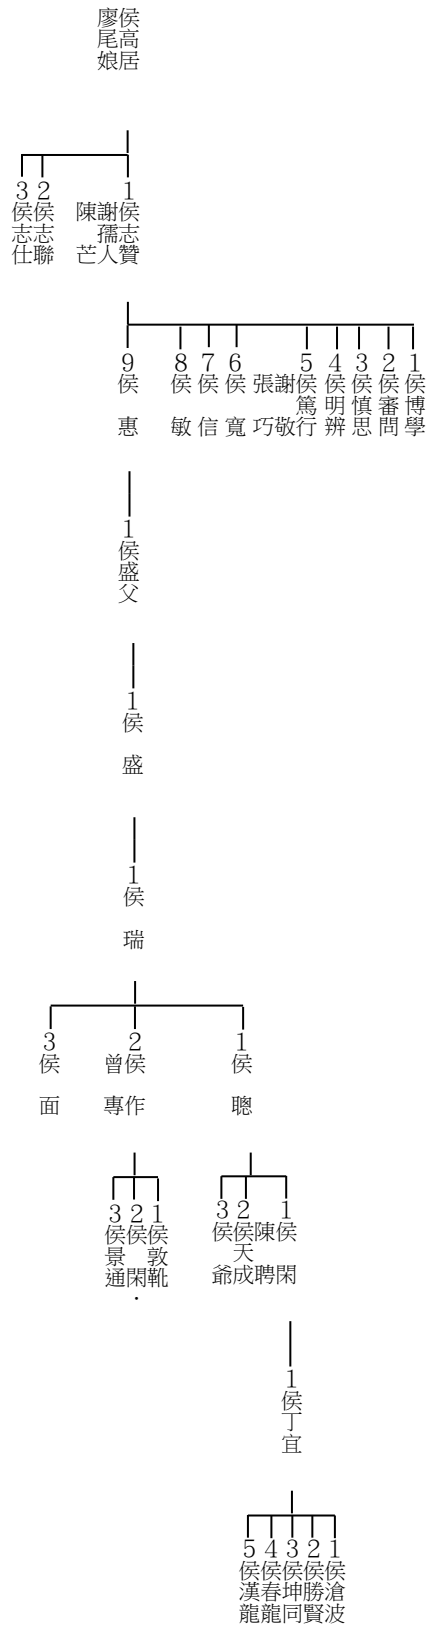 侯高居
廖尾娘
1侯志贊
謝孺人
陳 芒
2侯志聯
3侯志仕
1侯博學
2侯審問
3侯慎思
4侯明辨
5侯篤行
謝 敬
張 巧
6侯 寬
7侯 信
8侯 敏
9侯 惠
1侯盛父
1侯 盛
1侯 瑞
1侯 聰
2侯 作
曾 專
3侯 面
1侯 閑
陳 聘
2侯天成
3侯 爺
1侯敦靴
2侯 閑.
3侯景通
1侯丁宜
1侯滄波
2侯勝賢
3侯坤同
4侯春龍
5侯漢龍